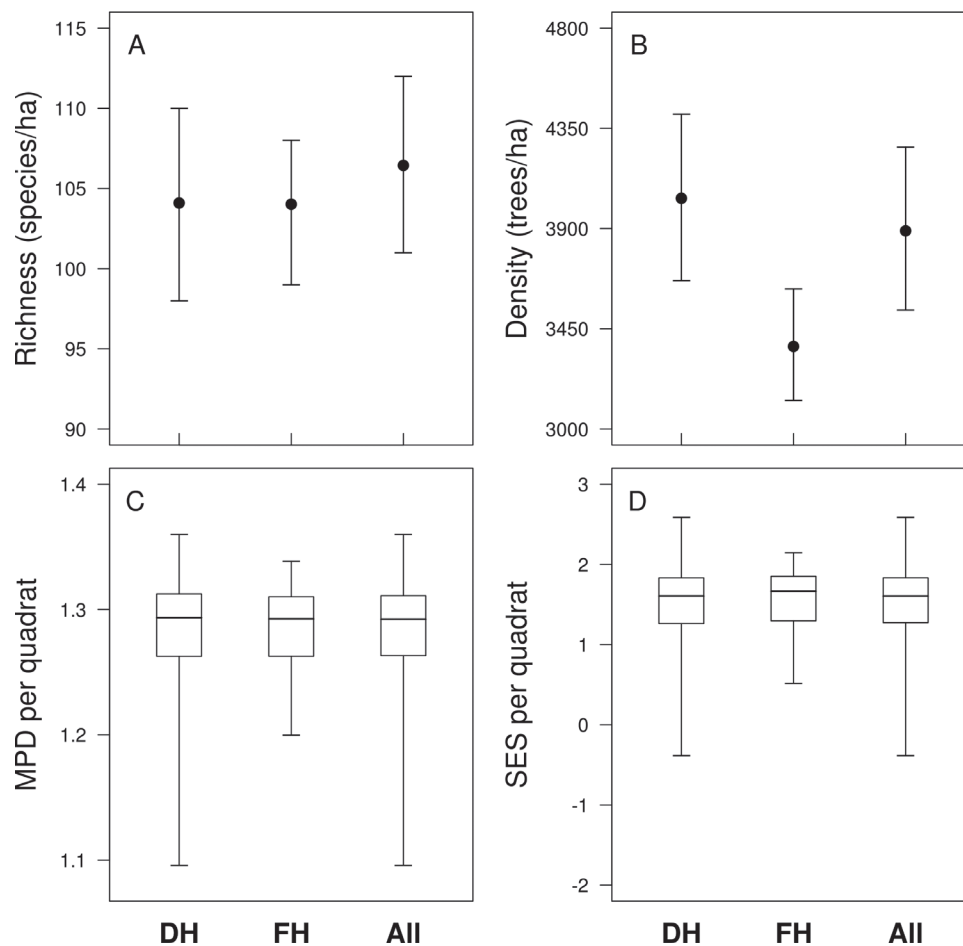 A
Richness (species/ha)
115
110
105
100
95
90
B
Density (trees/ha)
4800
4350
3900
3450
3000
C
MPD per quadrat
1.4
1.3
1.2
1.1
DH FH All
D
SES per quadrat
3
2
1
0
-1
-2
DH FH All